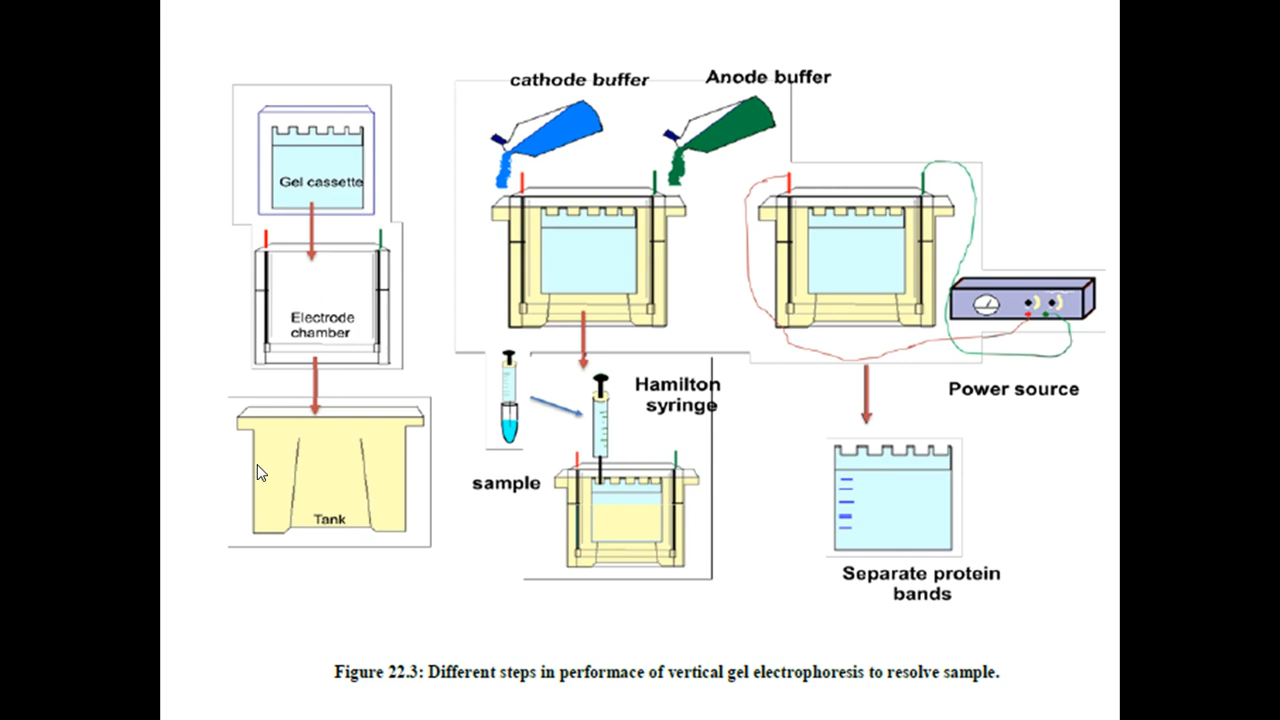 cathode buffer
Anode buffer
Gel cassette
Electrode
chamber
Tank
Hamilton
syringe
sample
Power source
Separate protein
bands
Figure 22.3: Different steps in performace of vertical gel electrophoresis to resolve sample.